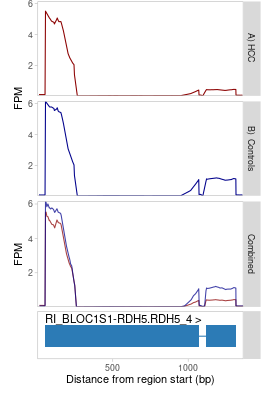 6
4
2
A) HCC
FPM
6
4
2
B) Controls
6
4
2
FPM
Combined
RI_BLOC1S1-RDH5.RDH5_4 >
500
1000
Distance from region start (bp)